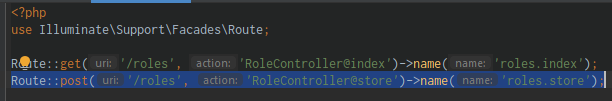 <?php
use Illuminate\Support\Facades\Route;
Route::get( uri: '/roles', action: 'RoleController@index')->name( name: 'roles.index');
Route::post( uri: '/roles', action: 'RoleController@store')->name( name: 'roles.store');